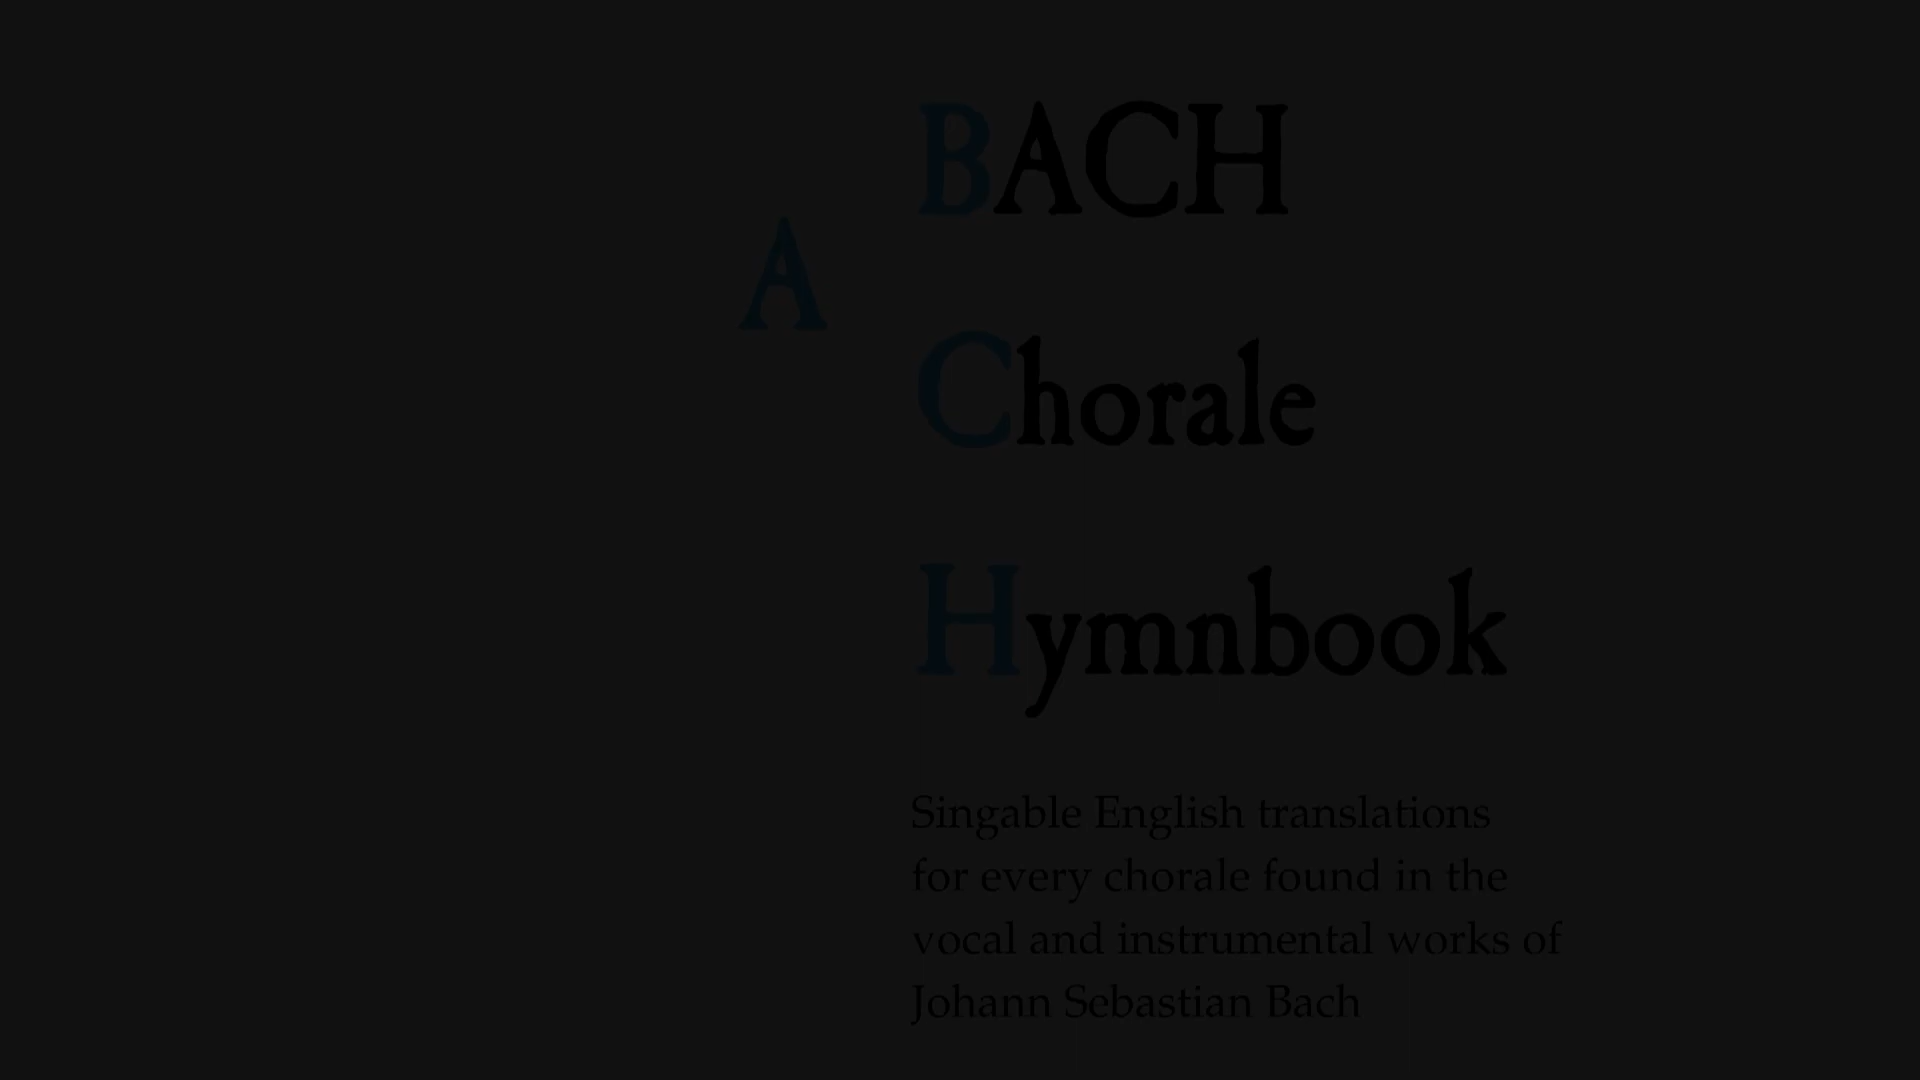 BACH
A
Chorale
Hymnbook
Singable English translations
for every chorale found in the
vocal and instrumental works of
Johann Sebastian Bach